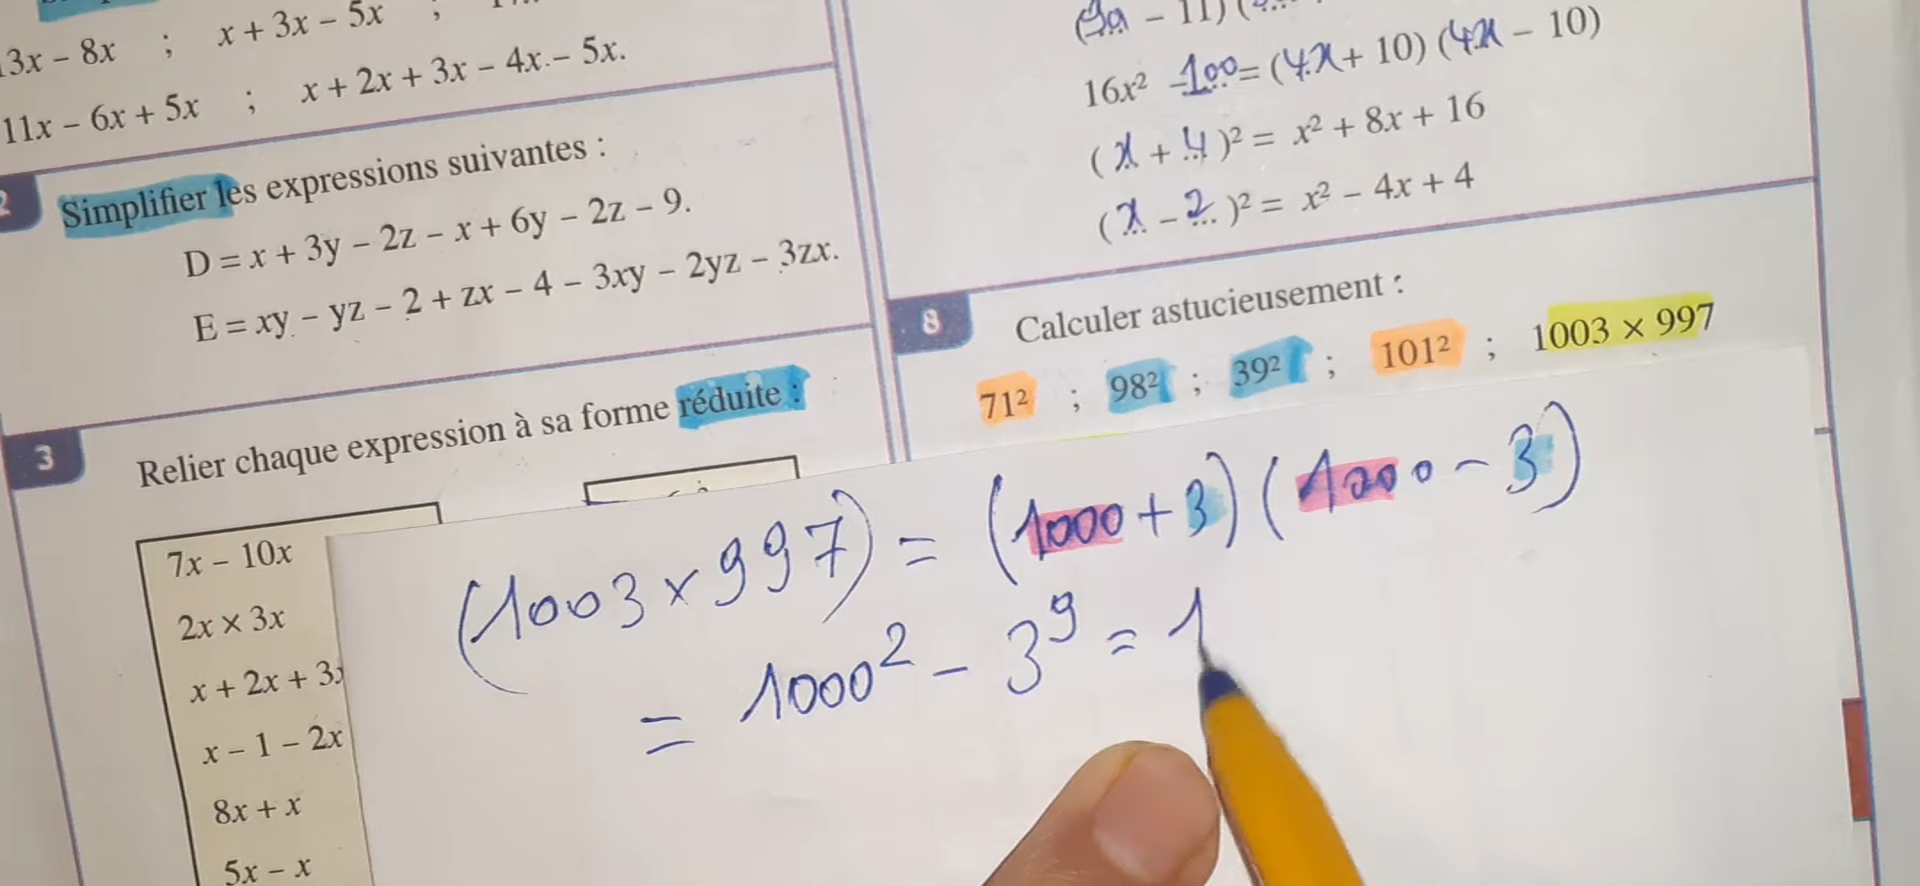 13x – 8x ; x + 3x – 5x ;
11x – 6x + 5x ; x + 2x + 3x – 4x – 5x.
2 Simplifier les expressions suivantes :
D = x + 3y – 2z – x + 6y – 2z – 9.
E = xy – yz – 2 + zx – 4 – 3xy – 2yz – 3zx.
3 Relier chaque expression à sa forme réduite :
7x – 10x
2x × 3x
x + 2x + 3x
x – 1 – 2x
8x + x
5x – x
– 11) (
16x² – 100 = (4x + 10) (4x – 10)
(x + 4)² = x² + 8x + 16
(x – 2)² = x² – 4x + 4
8 Calculer astucieusement :
71² ; 98² ; 39² ; 101² ; 1003 × 997
(1003 × 997) = (1000 + 3) (1000 – 3)
= 1000² – 3⁹ = 1